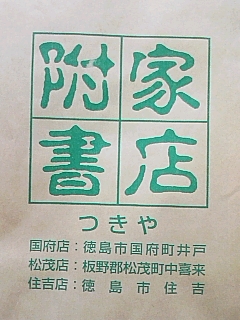 附家
書店
つきや
国府店：徳島市国府町井戸
松茂店：板野郡松茂町中喜来
住吉店：徳島市住吉